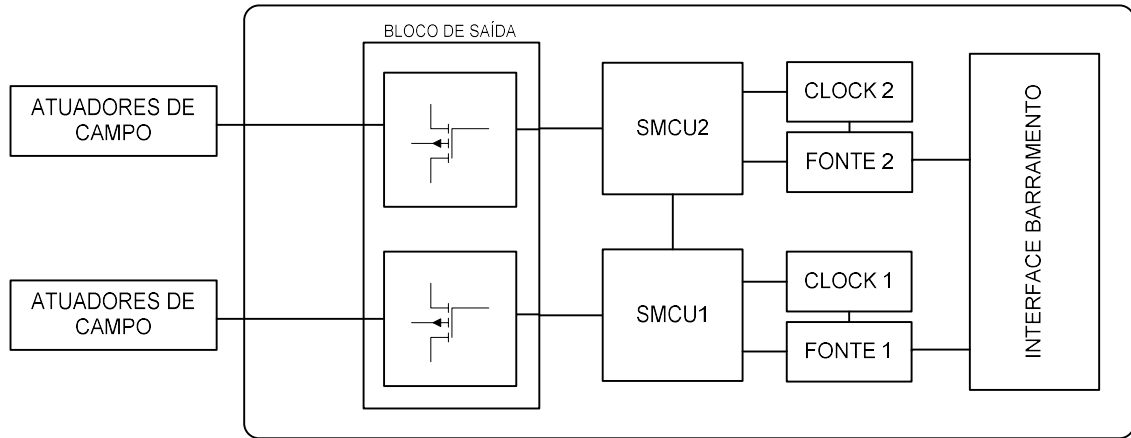 BLOCO DE SAÍDA
ATUADORES DE
CAMPO
SMCU2
CLOCK 2
FONTE 2
INTERFACE BARRAMENTO
ATUADORES DE
CAMPO
SMCU1
CLOCK 1
FONTE 1